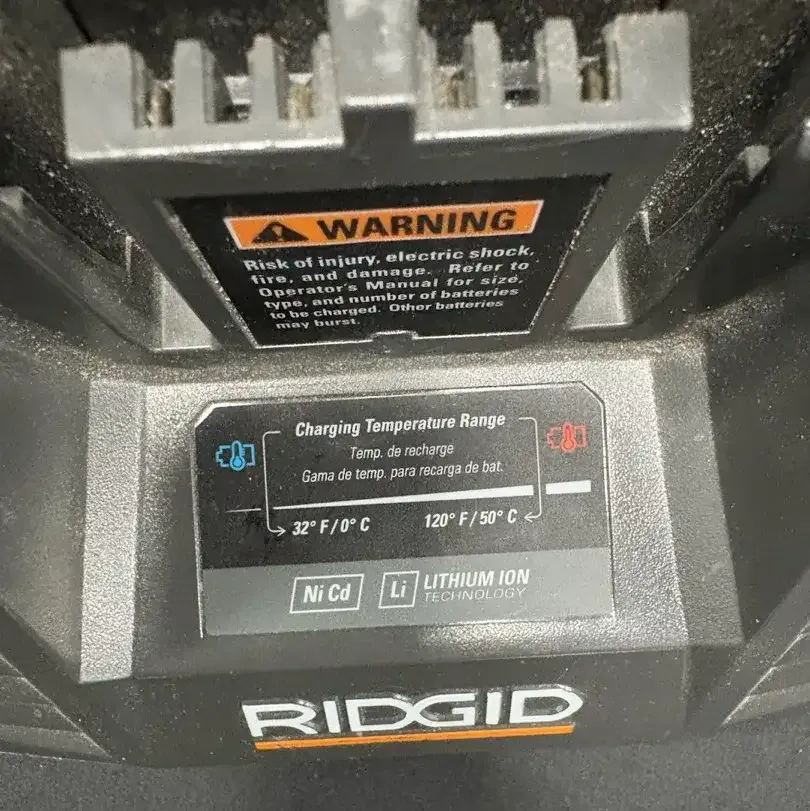 WARNING
Risk of injury, electric shock,
fire, and damage. Refer to
Operator's Manual for size,
type, and number of batteries
to be charged. Other batteries
may burst.
Charging Temperature Range
Temp. de recharge
Gama de temp. para recarga de bat.
32° F / 0° C 120° F / 50° C
Ni Cd Li LITHIUM ION
TECHNOLOGY
RIDGID